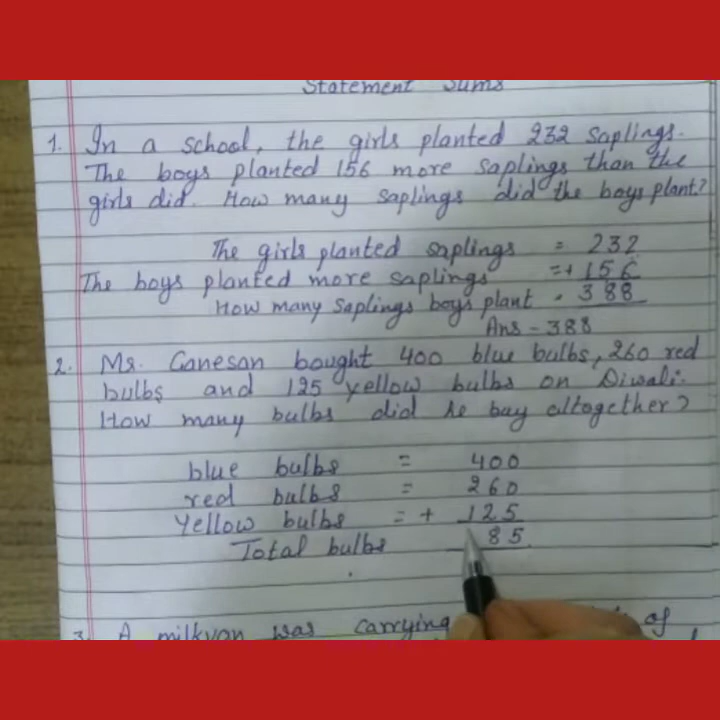 Statement Sums
1. In a school, the girls planted 232 saplings.
The boys planted 156 more saplings than the
girls did. How many saplings did the boys plant?
The girls planted saplings = 232
The boys planted more saplings =+ 156
How many saplings boys plant = 388
Ans - 388
2. Mr. Ganesan bought 400 blue bulbs, 260 red
bulbs and 125 yellow bulbs on Diwali.
How many bulbs did he buy altogether?
blue bulbs = 400
red bulbs = 260
Yellow bulbs = + 125
Total bulbs 85
3. A milkvan was carrying of